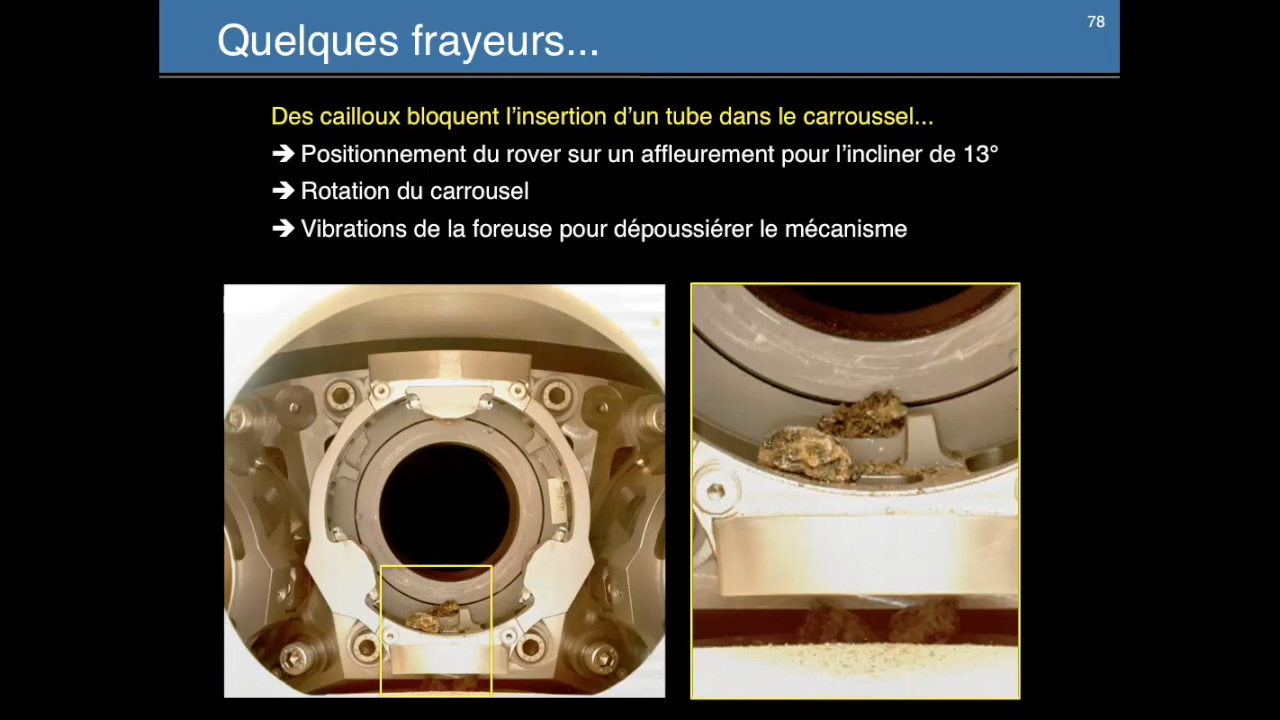 Quelques frayeurs...
78
Des cailloux bloquent l’insertion d’un tube dans le carroussel...
➔ Positionnement du rover sur un affleurement pour l’incliner de 13°
➔ Rotation du carrousel
➔ Vibrations de la foreuse pour dépoussiérer le mécanisme